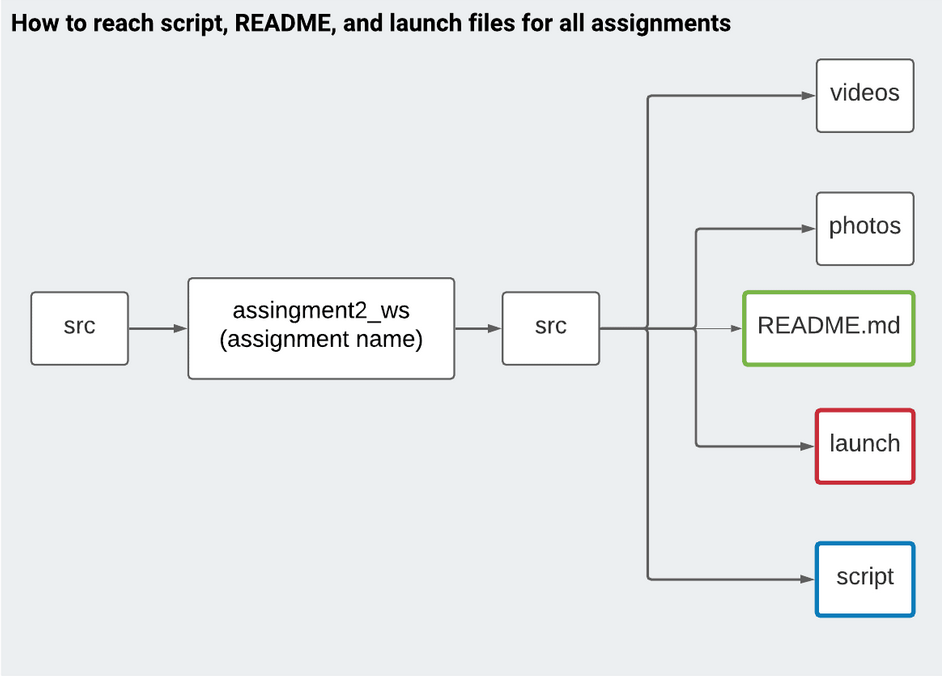 How to reach script, README, and launch files for all assignments
videos
photos
src
assingment2_ws
(assignment name)
src
README.md
launch
script